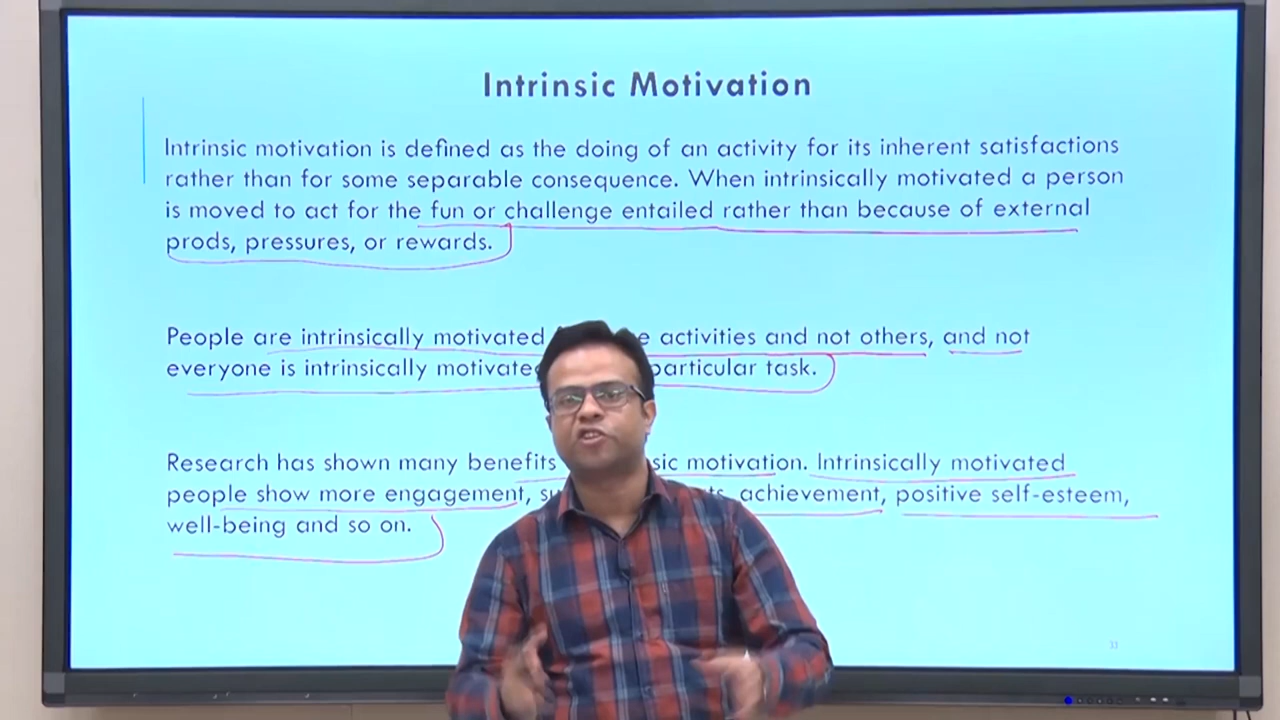 Intrinsic Motivation
Intrinsic motivation is defined as the doing of an activity for its inherent satisfactions
rather than for some separable consequence. When intrinsically motivated a person
is moved to act for the fun or challenge entailed rather than because of external
prods, pressures, or rewards.
People are intrinsically motivated activities and not others, and not
everyone is intrinsically motivated particular task.
Research has shown many benefits motivation. Intrinsically motivated
people show more engagement, achievement, positive self-esteem,
well-being and so on.